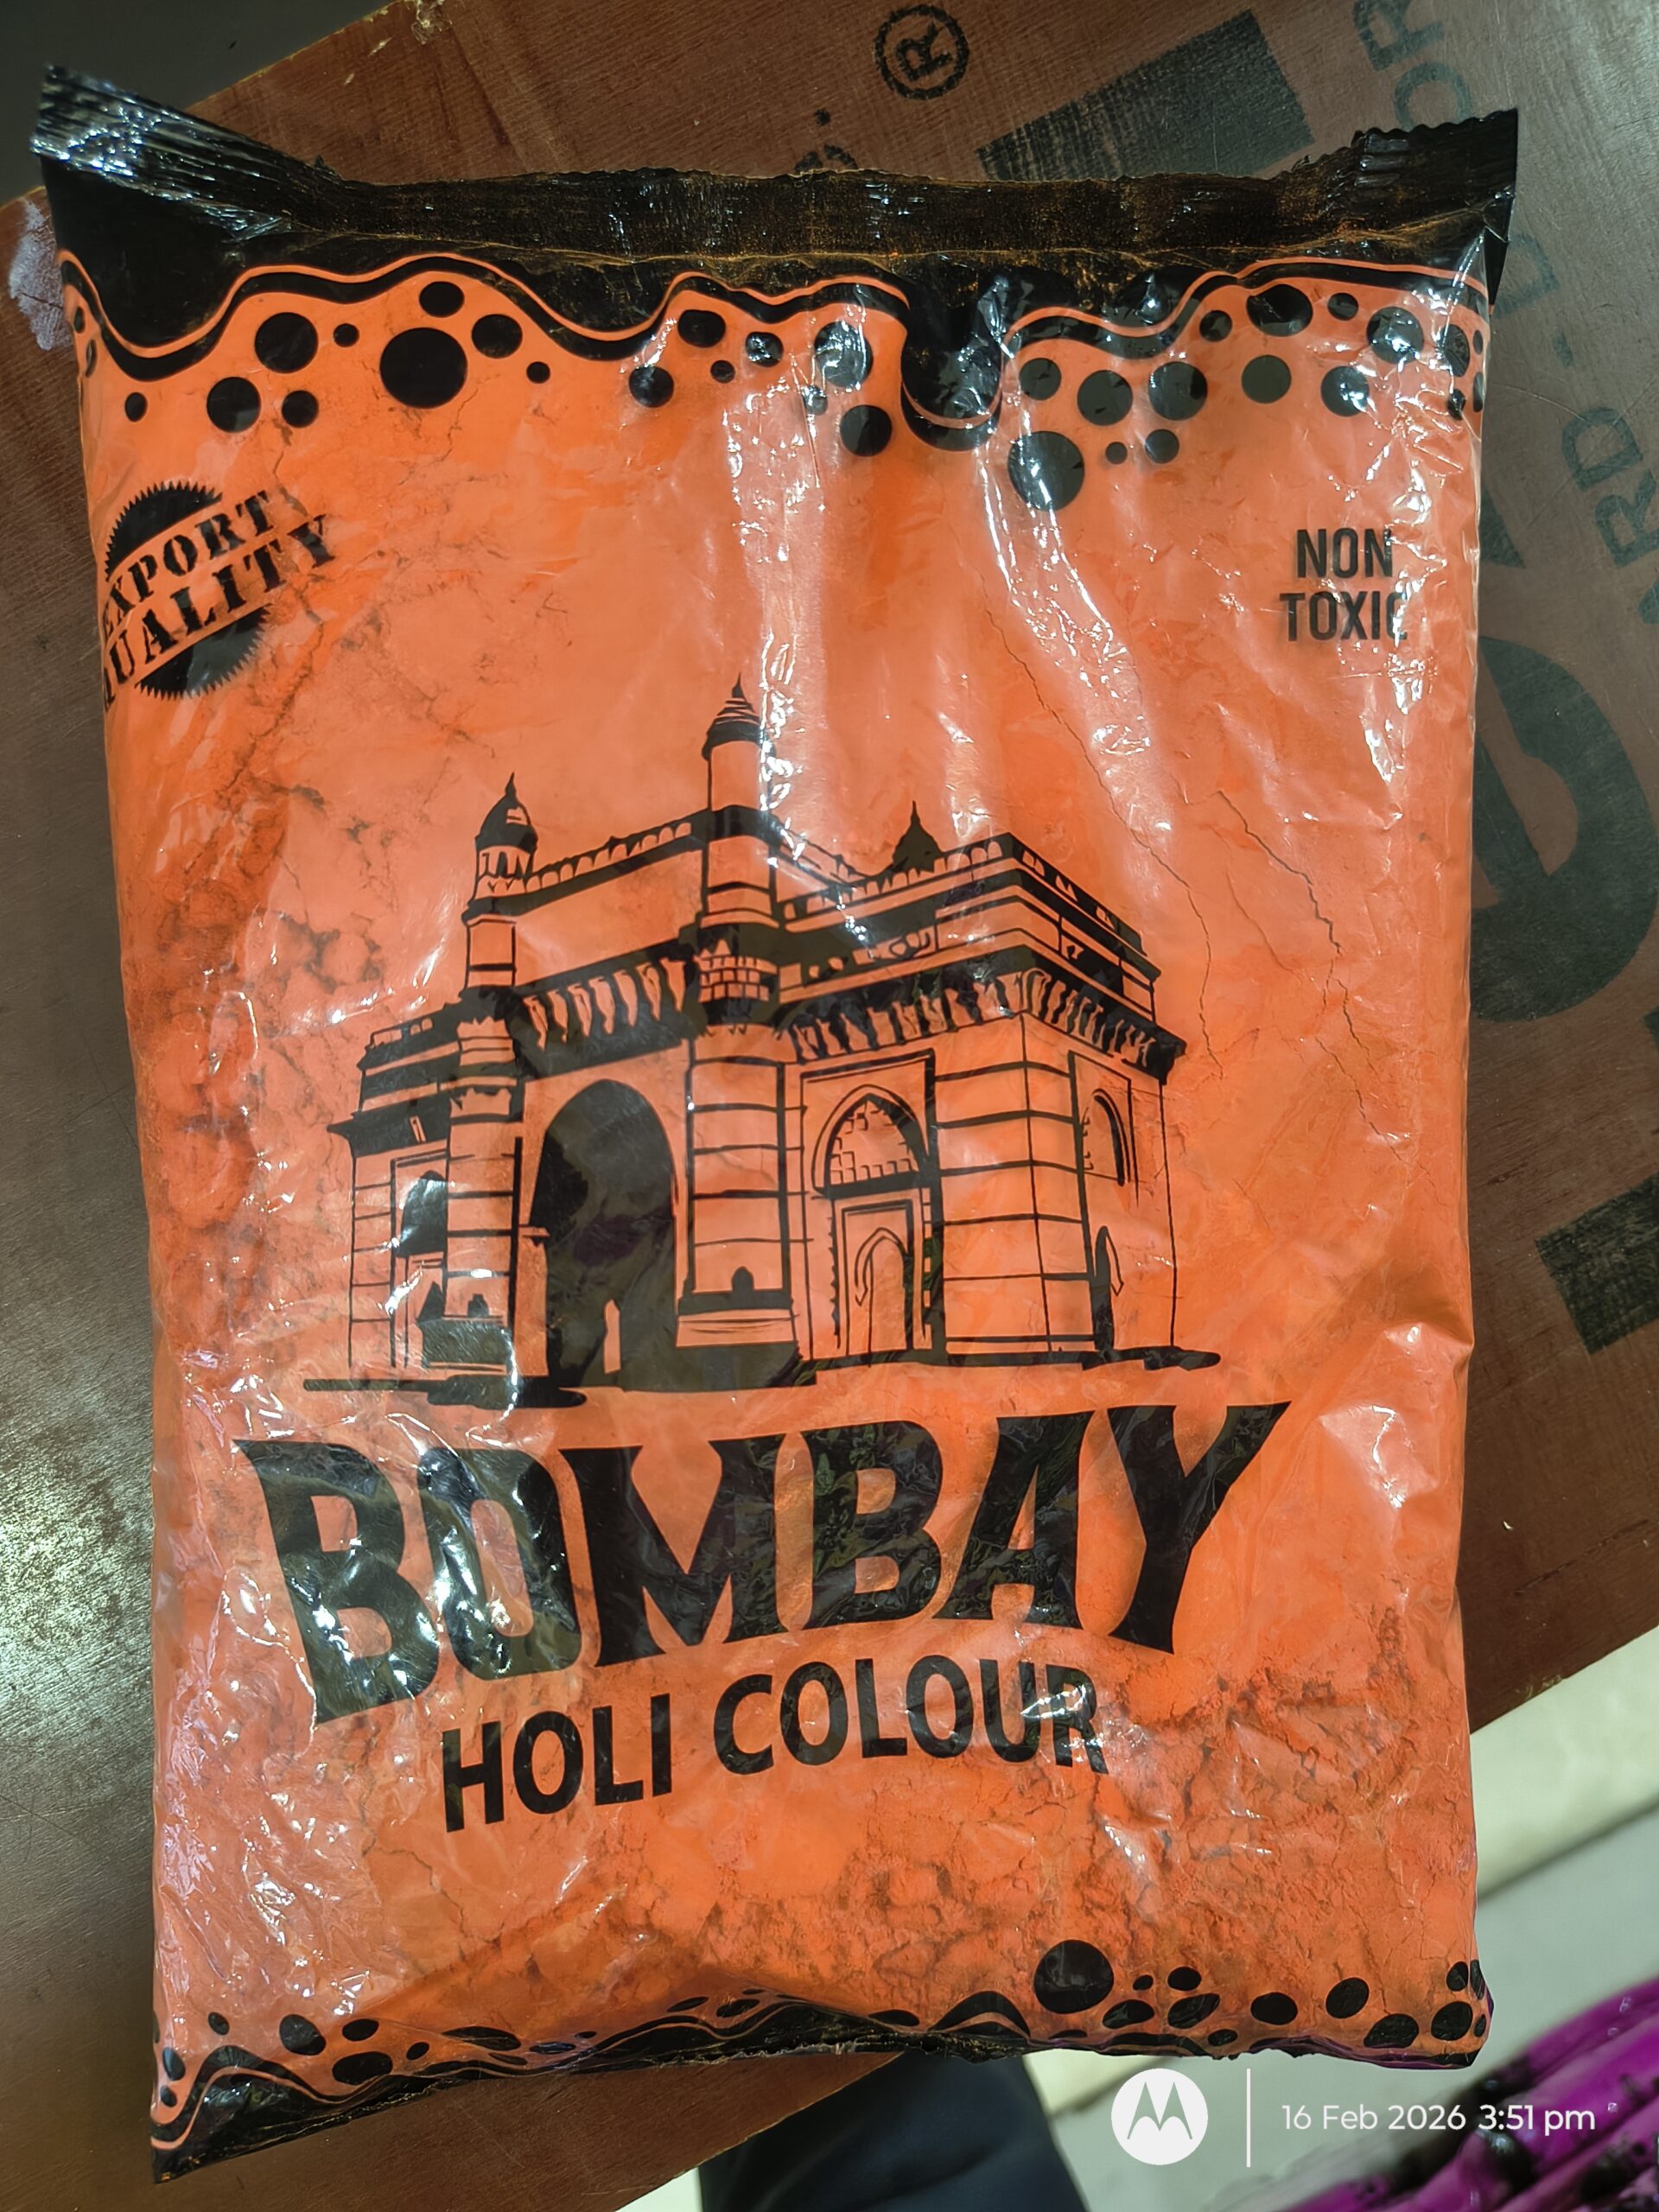 EXPORT
QUALITY
NON
TOXIC
BOMBAY
HOLI COLOUR
16 Feb 2026 3:51 pm